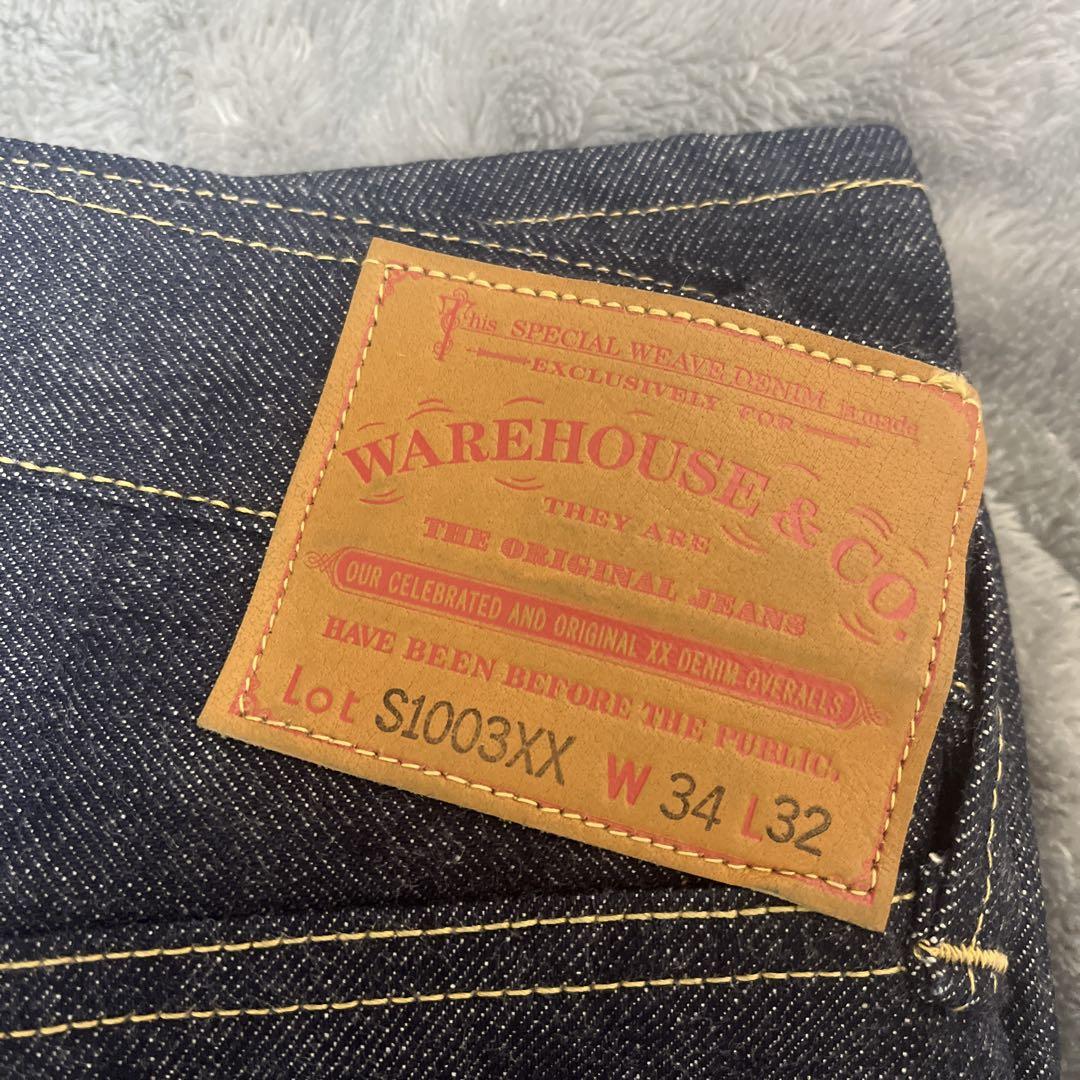 This SPECIAL WEAVE DENIM is made
EXCLUSIVELY FOR
WAREHOUSE & CO.
THEY ARE
THE ORIGINAL JEANS
OUR CELEBRATED AND ORIGINAL XX DENIM OVERALLS
HAVE BEEN BEFORE THE PUBLIC.
Lot S1003XX W 34 L32